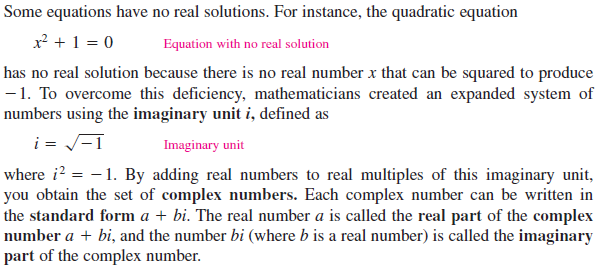 Some equations have no real solutions. For instance, the quadratic equation
x² + 1 = 0 Equation with no real solution
has no real solution because there is no real number x that can be squared to produce
−1. To overcome this deficiency, mathematicians created an expanded system of
numbers using the imaginary unit i, defined as
i = √−1 Imaginary unit
where i² = −1. By adding real numbers to real multiples of this imaginary unit,
you obtain the set of complex numbers. Each complex number can be written in
the standard form a + bi. The real number a is called the real part of the complex
number a + bi, and the number bi (where b is a real number) is called the imaginary
part of the complex number.